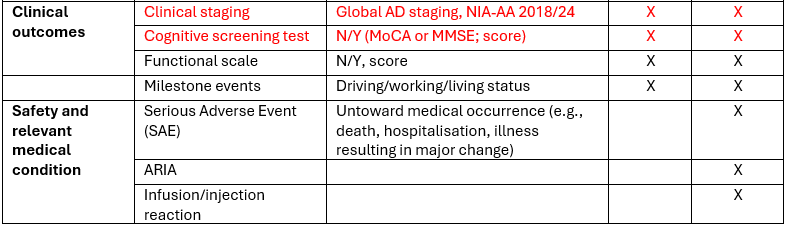 Clinical outcomes Clinical staging Global AD staging, NIA-AA 2018/24 X X
Cognitive screening test N/Y (MoCA or MMSE; score) X X
Functional scale N/Y, score X X
Milestone events Driving/working/living status X X
Safety and relevant medical condition Serious Adverse Event (SAE) Untoward medical occurrence (e.g., death, hospitalisation, illness resulting in major change) X
ARIA X
Infusion/injection reaction X